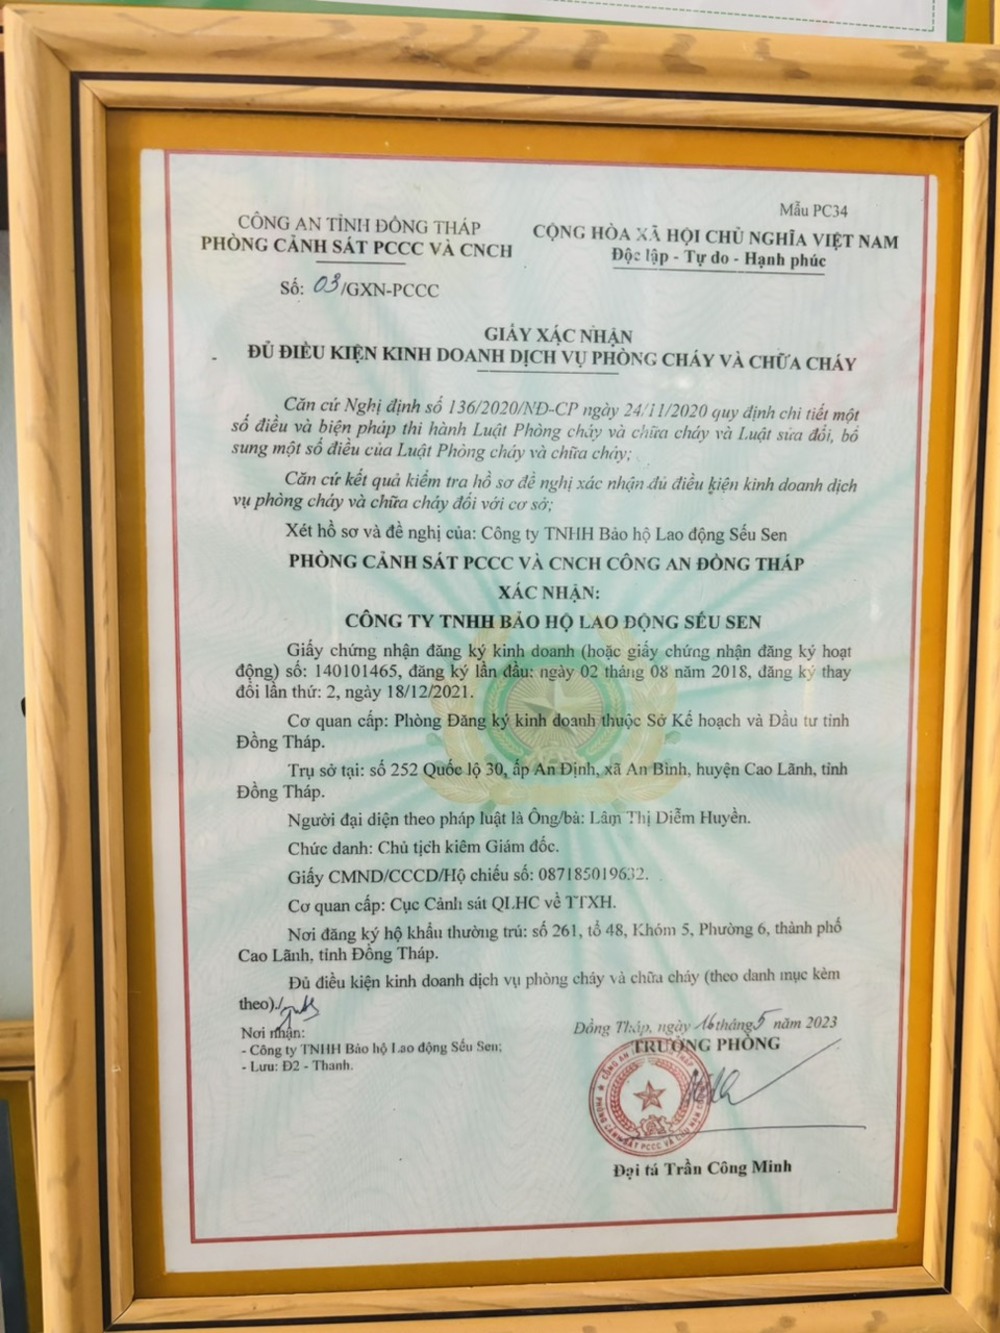 Mẫu PC34
CÔNG AN TỈNH ĐỒNG THÁP
PHÒNG CẢNH SÁT PCCC VÀ CNCH
CỘNG HÒA XÃ HỘI CHỦ NGHĨA VIỆT NAM
Độc lập - Tự do - Hạnh phúc
Số: 03/GXN-PCCC
GIẤY XÁC NHẬN
ĐỦ ĐIỀU KIỆN KINH DOANH DỊCH VỤ PHÒNG CHÁY VÀ CHỮA CHÁY
Căn cứ Nghị định số 136/2020/NĐ-CP ngày 24/11/2020 quy định chi tiết một
số điều và biện pháp thi hành Luật Phòng cháy và chữa cháy và Luật sửa đổi, bổ
sung một số điều của Luật Phòng cháy và chữa cháy;
Căn cứ kết quả kiểm tra hồ sơ đề nghị xác nhận đủ điều kiện kinh doanh dịch
vụ phòng cháy và chữa cháy đối với cơ sở;
Xét hồ sơ và đề nghị của: Công ty TNHH Bảo hộ Lao động Sếu Sen
PHÒNG CẢNH SÁT PCCC VÀ CNCH CÔNG AN ĐỒNG THÁP
XÁC NHẬN:
CÔNG TY TNHH BẢO HỘ LAO ĐỘNG SẾU SEN
Giấy chứng nhận đăng ký kinh doanh (hoặc giấy chứng nhận đăng ký hoạt
động) số: 140101465, đăng ký lần đầu: ngày 02 tháng 08 năm 2018, đăng ký thay
đổi lần thứ: 2, ngày 18/12/2021.
Cơ quan cấp: Phòng Đăng ký kinh doanh thuộc Sở Kế hoạch và Đầu tư tỉnh
Đồng Tháp.
Trụ sở tại: số 252 Quốc lộ 30, ấp An Định, xã An Bình, huyện Cao Lãnh, tỉnh
Đồng Tháp.
Người đại diện theo pháp luật là Ông/bà: Lâm Thị Diễm Huyền.
Chức danh: Chủ tịch kiêm Giám đốc.
Giấy CMND/CCCD/Hộ chiếu số: 087185019632.
Cơ quan cấp: Cục Cảnh sát QLHC về TTXH.
Nơi đăng ký hộ khẩu thường trú: số 261, tổ 48, Khóm 5, Phường 6, thành phố
Cao Lãnh, tỉnh Đồng Tháp.
Đủ điều kiện kinh doanh dịch vụ phòng cháy và chữa cháy (theo danh mục kèm
theo)./
Nơi nhận:
- Công ty TNHH Bảo hộ Lao động Sếu Sen;
- Lưu: Đ2 - Thanh.
Đồng Tháp, ngày 16 tháng 5 năm 2023
TRƯỞNG PHÒNG
Đại tá Trần Công Minh